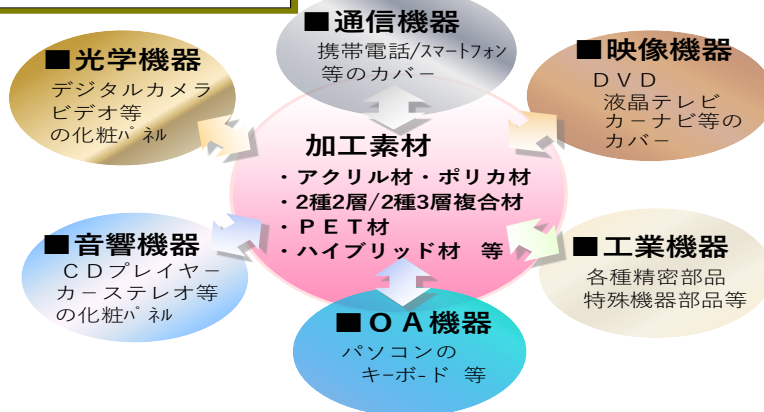 ■通信機器
携帯電話/スマートフォン
等のカバー
■光学機器
デジタルカメラ
ビデオ等
の化粧パネル
■映像機器
ＤＶＤ
液晶テレビ
カーナビ等の
カバー
加工素材
・アクリル材・ポリカ材
・2種2層/2種3層複合材
・ＰＥＴ材
・ハイブリッド材 等
■音響機器
ＣＤプレイヤー
カーステレオ等
の化粧パネル
■工業機器
各種精密部品
特殊機器部品等
■ＯＡ機器
パソコンの
キーボード 等